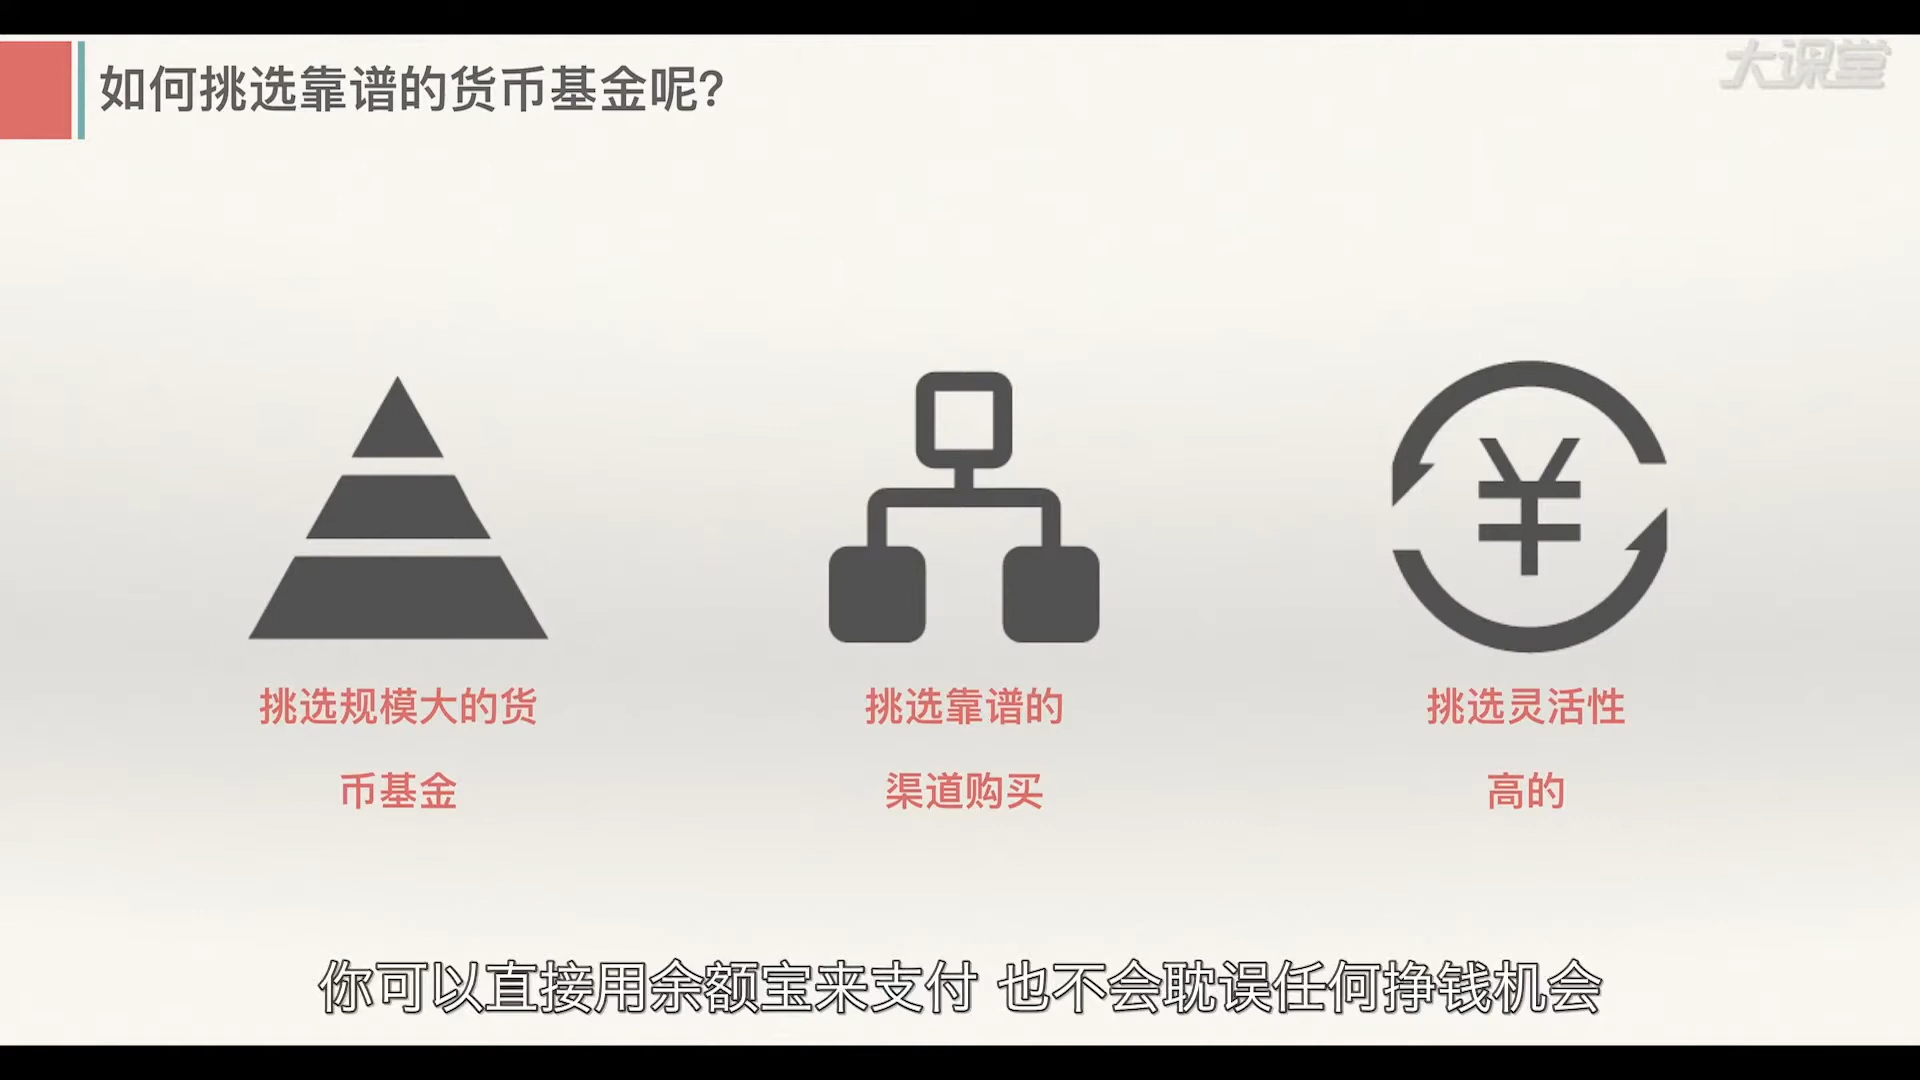 如何挑选靠谱的货币基金呢?
大课堂
¥
挑选规模大的货
币基金
挑选靠谱的
渠道购买
挑选灵活性
高的
你可以直接用余额宝来支付 也不会耽误任何挣钱机会